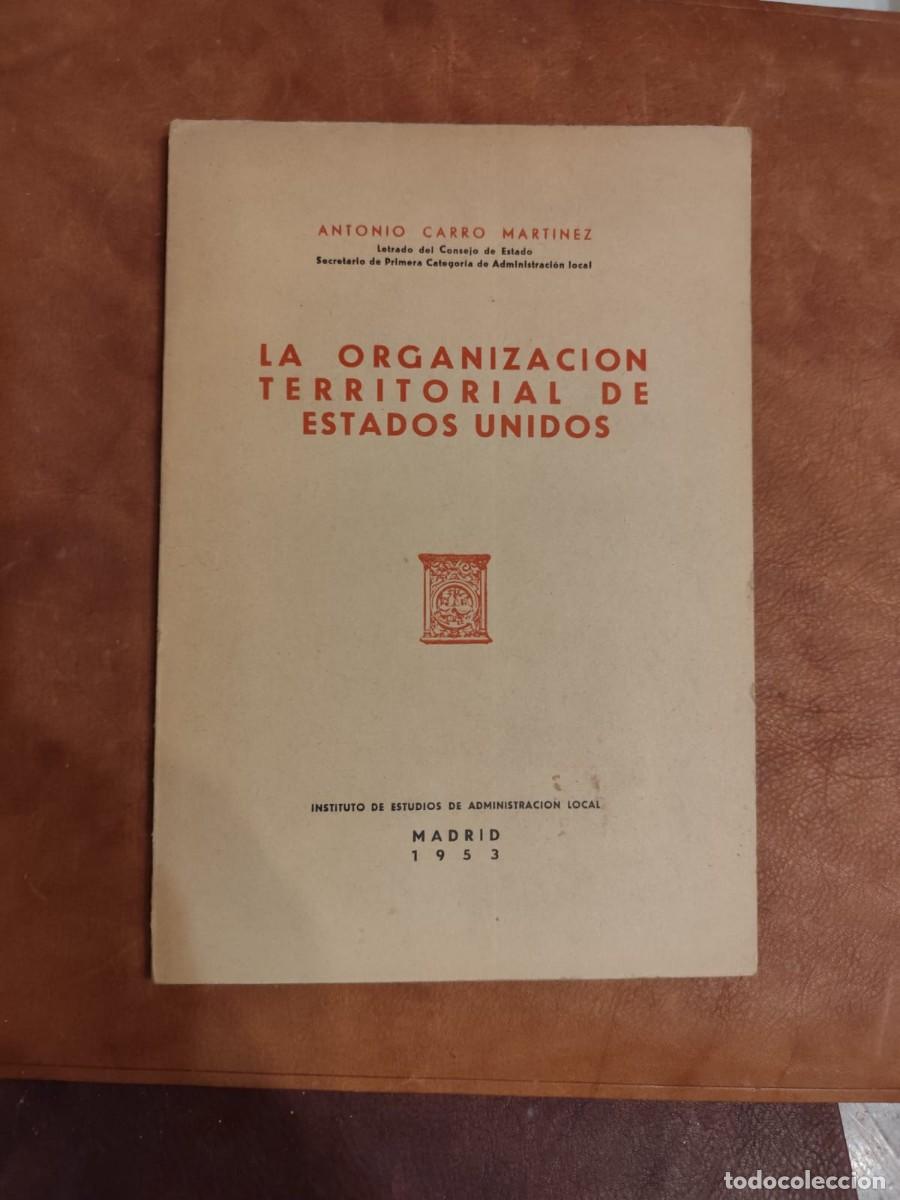 ANTONIO CARRO MARTINEZ
Letrado del Consejo de Estado
Secretario de Primera Categoría de Administración local
LA ORGANIZACION
TERRITORIAL DE
ESTADOS UNIDOS
INSTITUTO DE ESTUDIOS DE ADMINISTRACION LOCAL
MADRID
1953
todocoleccion